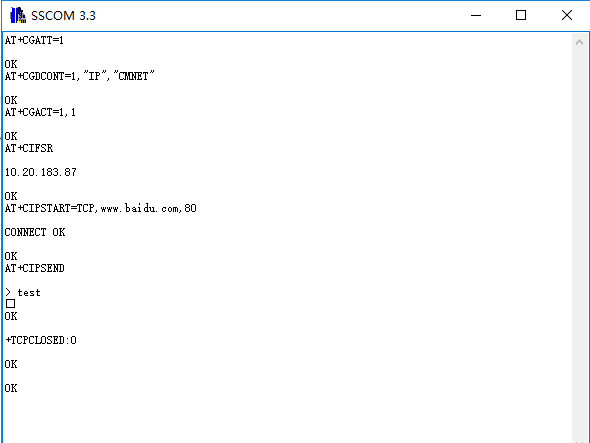 SSCOM 3.3
AT+CGATT=1
OK
AT+CGDCONT=1,"IP","CMNET"
OK
AT+CGACT=1,1
OK
AT+CIFSR
10.20.183.87
OK
AT+CIPSTART=TCP,www.baidu.com,80
CONNECT OK
OK
AT+CIPSEND
> test
□
OK
+TCPCLOSED:0
OK
OK